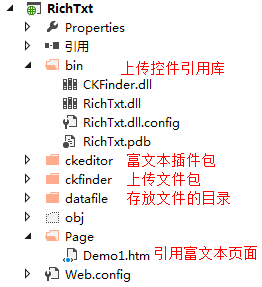 RichTxt
Properties
引用
bin 上传控件引用库
CKFinder.dll
RichTxt.dll
RichTxt.dll.config
RichTxt.pdb
ckeditor 富文本插件包
ckfinder 上传文件包
datafile 存放文件的目录
obj
Page
Demo1.htm 引用富文本页面
Web.config